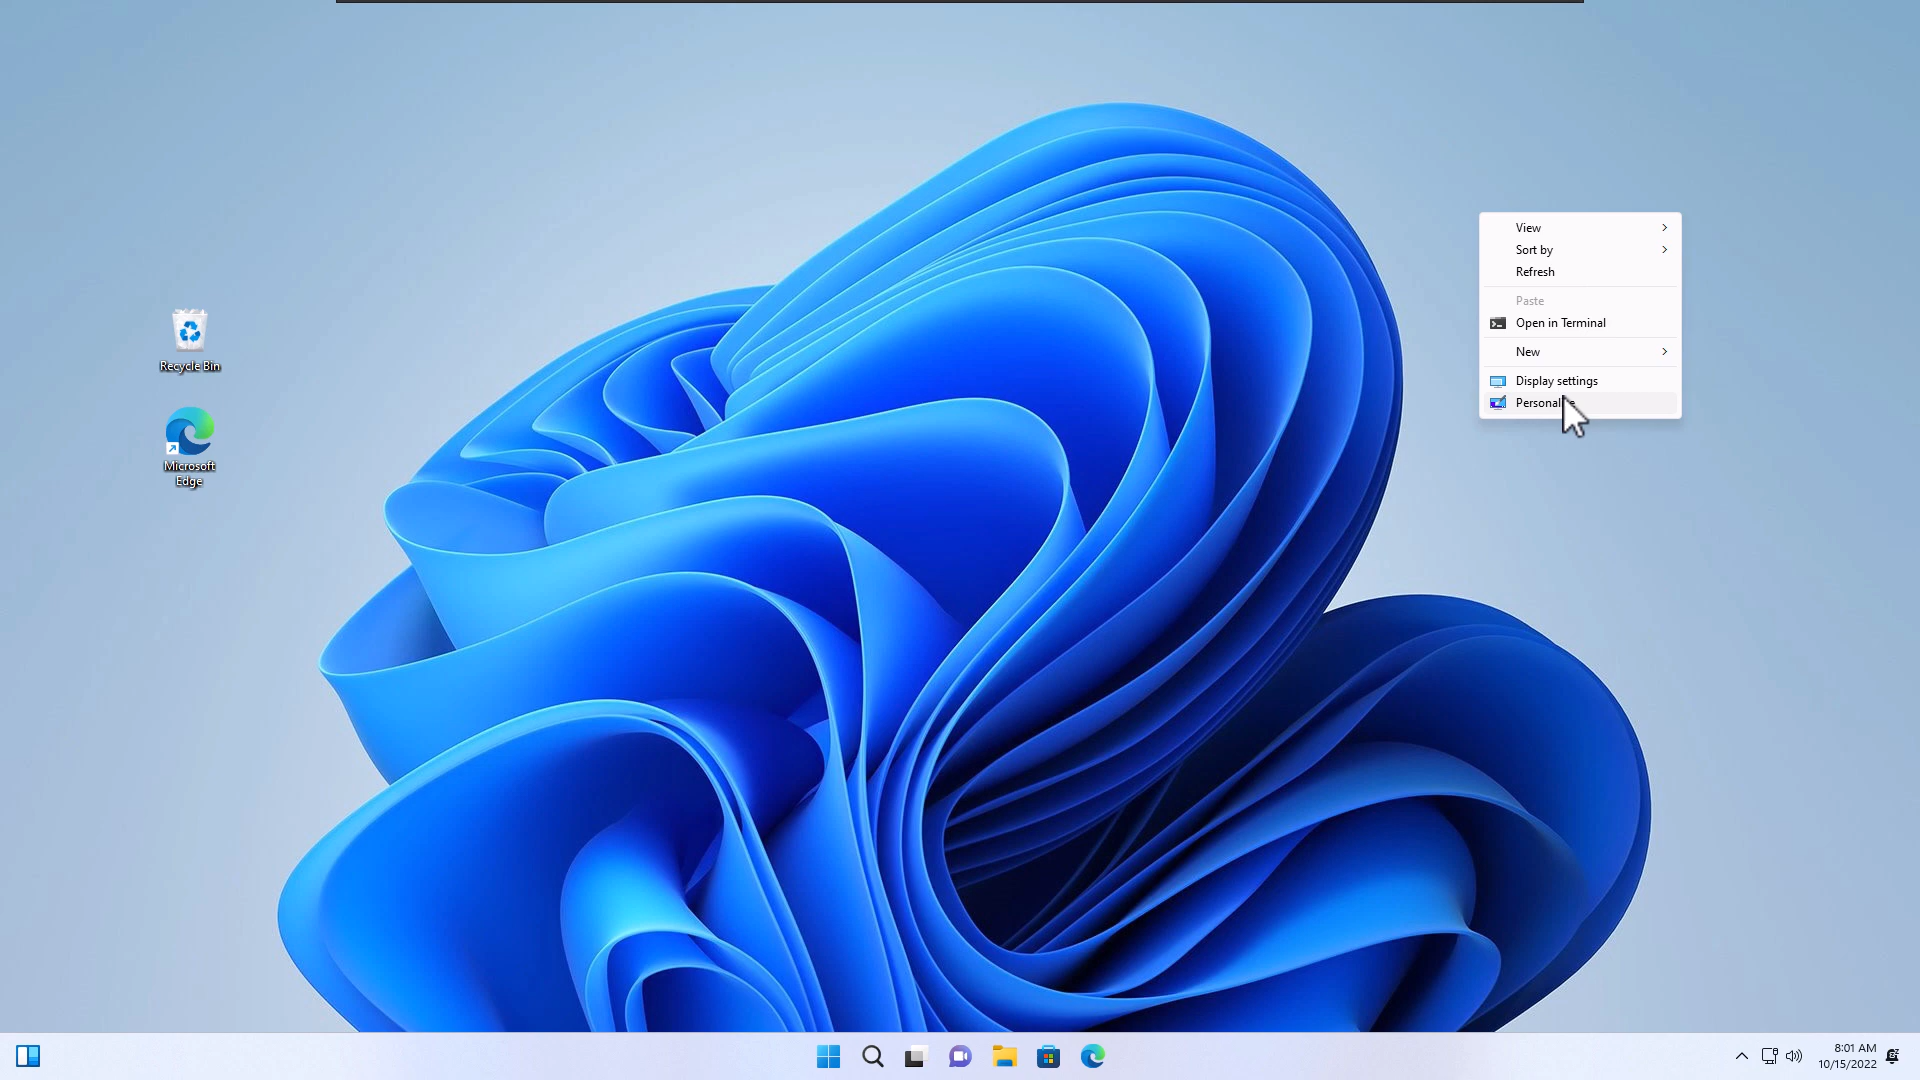 View
Sort by
Refresh
Paste
Open in Terminal
New
Display settings
Recycle Bin
Microsoft
Edge
8:01 AM
10/15/2022